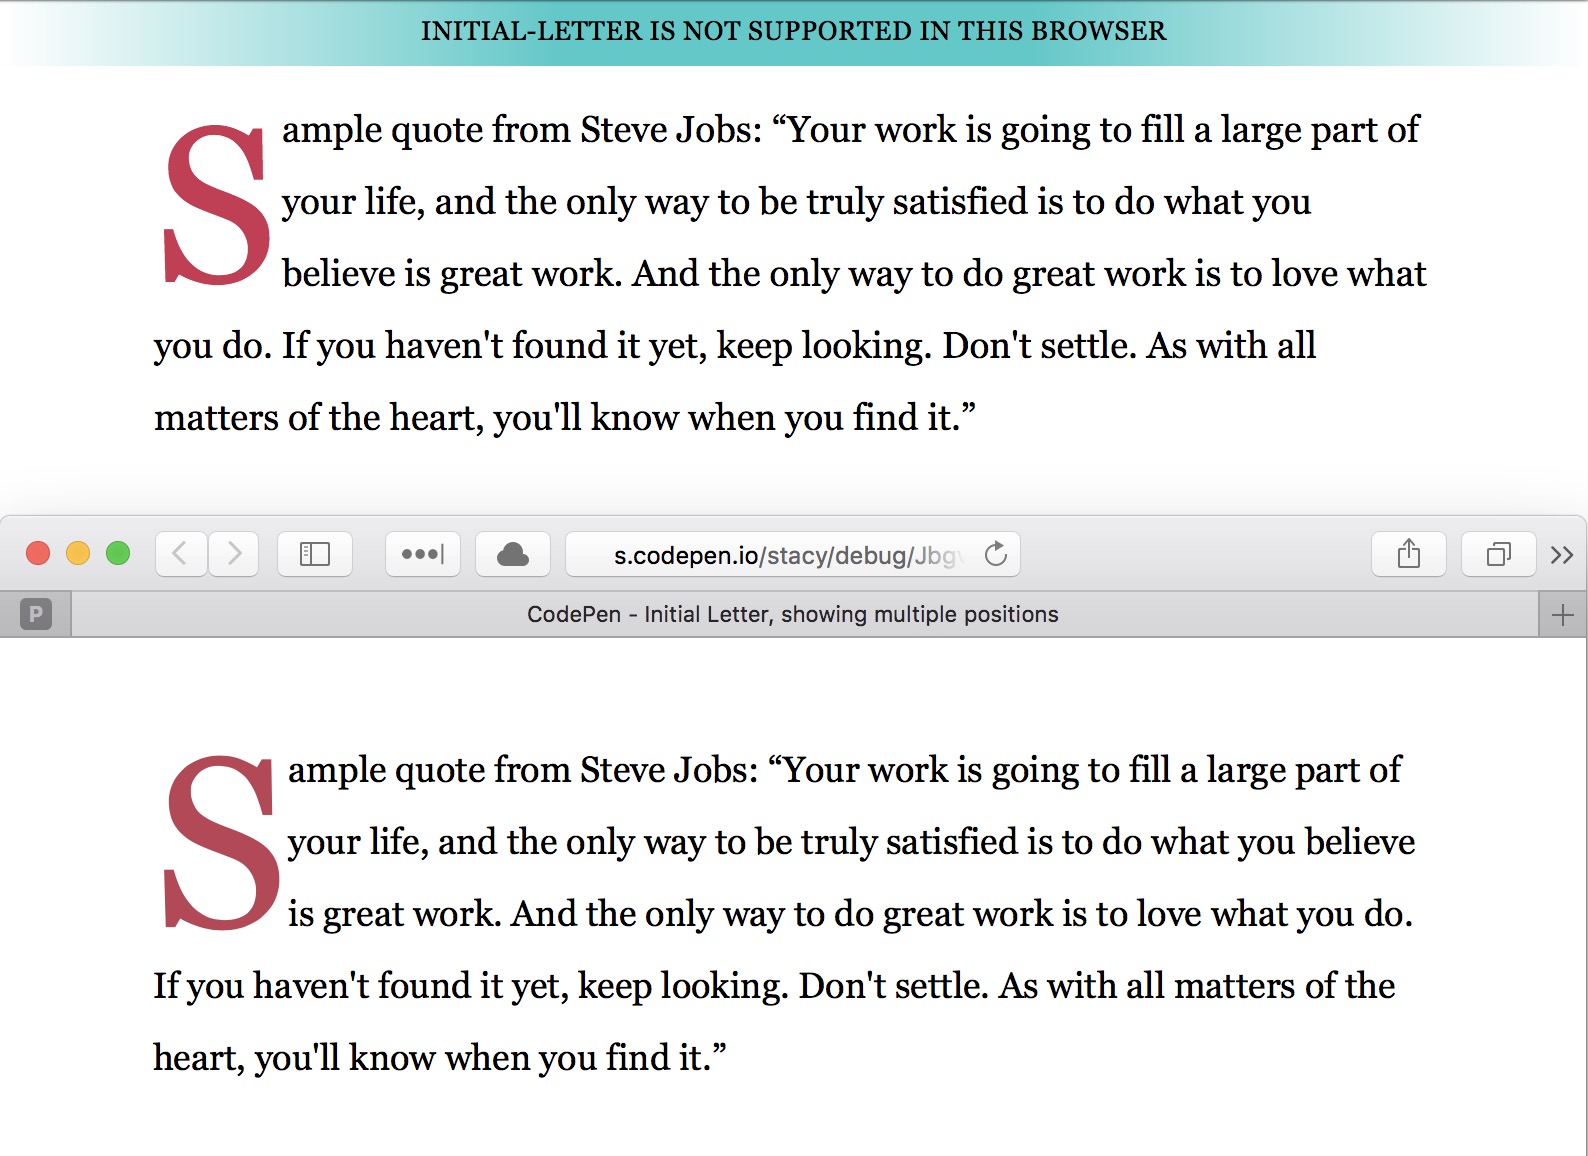 INITIAL-LETTER IS NOT SUPPORTED IN THIS BROWSER
Sample quote from Steve Jobs: “Your work is going to fill a large part of
your life, and the only way to be truly satisfied is to do what you
believe is great work. And the only way to do great work is to love what
you do. If you haven't found it yet, keep looking. Don't settle. As with all
matters of the heart, you'll know when you find it.”
s.codepen.io/stacy/debug/Jbg
P
CodePen - Initial Letter, showing multiple positions
Sample quote from Steve Jobs: “Your work is going to fill a large part of
your life, and the only way to be truly satisfied is to do what you believe
is great work. And the only way to do great work is to love what you do.
If you haven't found it yet, keep looking. Don't settle. As with all matters of the
heart, you'll know when you find it.”